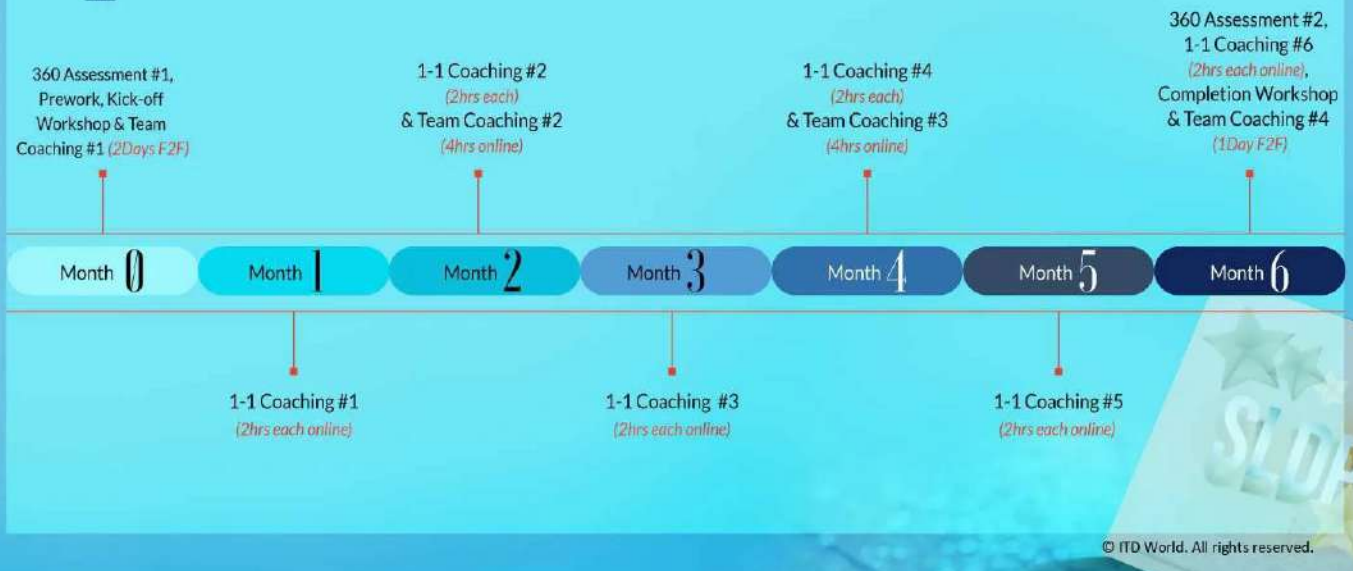 360 Assessment #1,
Prework, Kick-off
Workshop & Team
Coaching #1 (2Days F2F)
1-1 Coaching #2
(2hrs each)
& Team Coaching #2
(4hrs online)
1-1 Coaching #4
(2hrs each)
& Team Coaching #3
(4hrs online)
360 Assessment #2,
1-1 Coaching #6
(2hrs each online),
Completion Workshop
& Team Coaching #4
(1Day F2F)
Month 0
Month 1
Month 2
Month 3
Month 4
Month 5
Month 6
1-1 Coaching #1
(2hrs each online)
1-1 Coaching #3
(2hrs each online)
1-1 Coaching #5
(2hrs each online)
SLDP
© ITD World. All rights reserved.